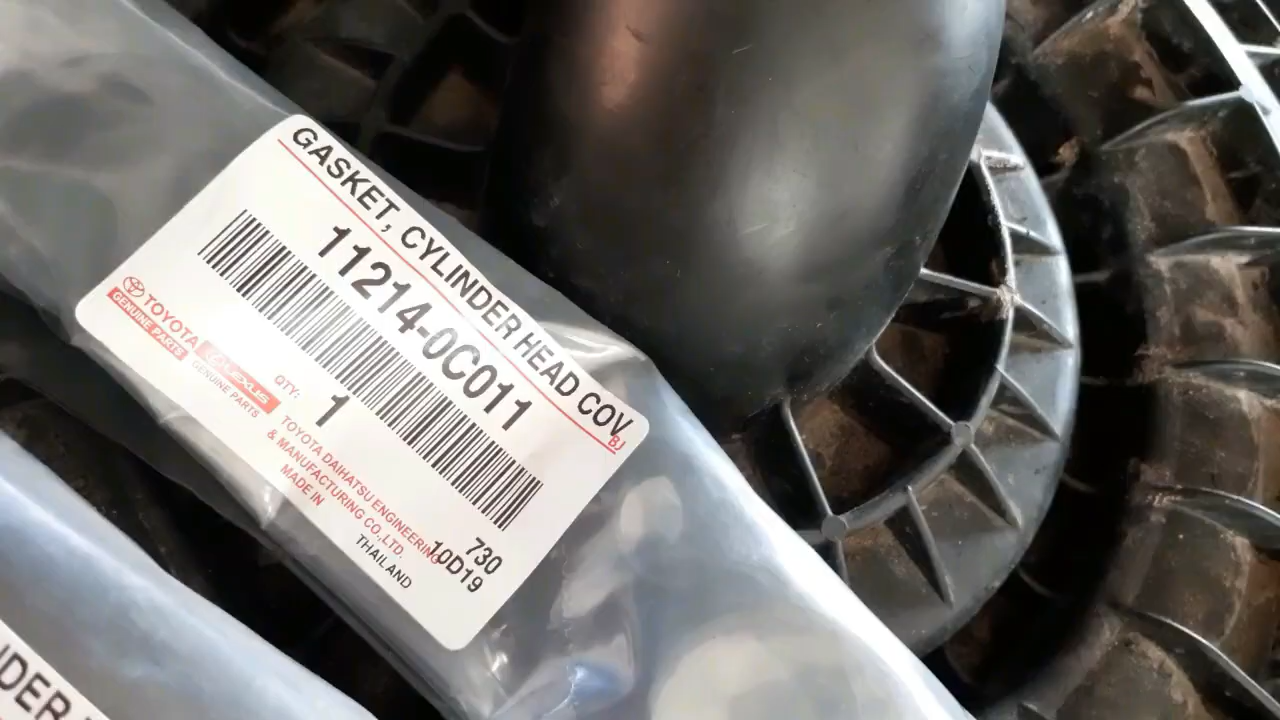 GASKET, CYLINDER HEAD COV
BJ
11214-0C011
TOYOTA
GENUINE PARTS
LEXUS
GENUINE PARTS
QTY:
1
TOYOTA DAIHATSU ENGINEERING
& MANUFACTURING CO.,LTD.
MADE IN
THAILAND
730
10D19
NDER